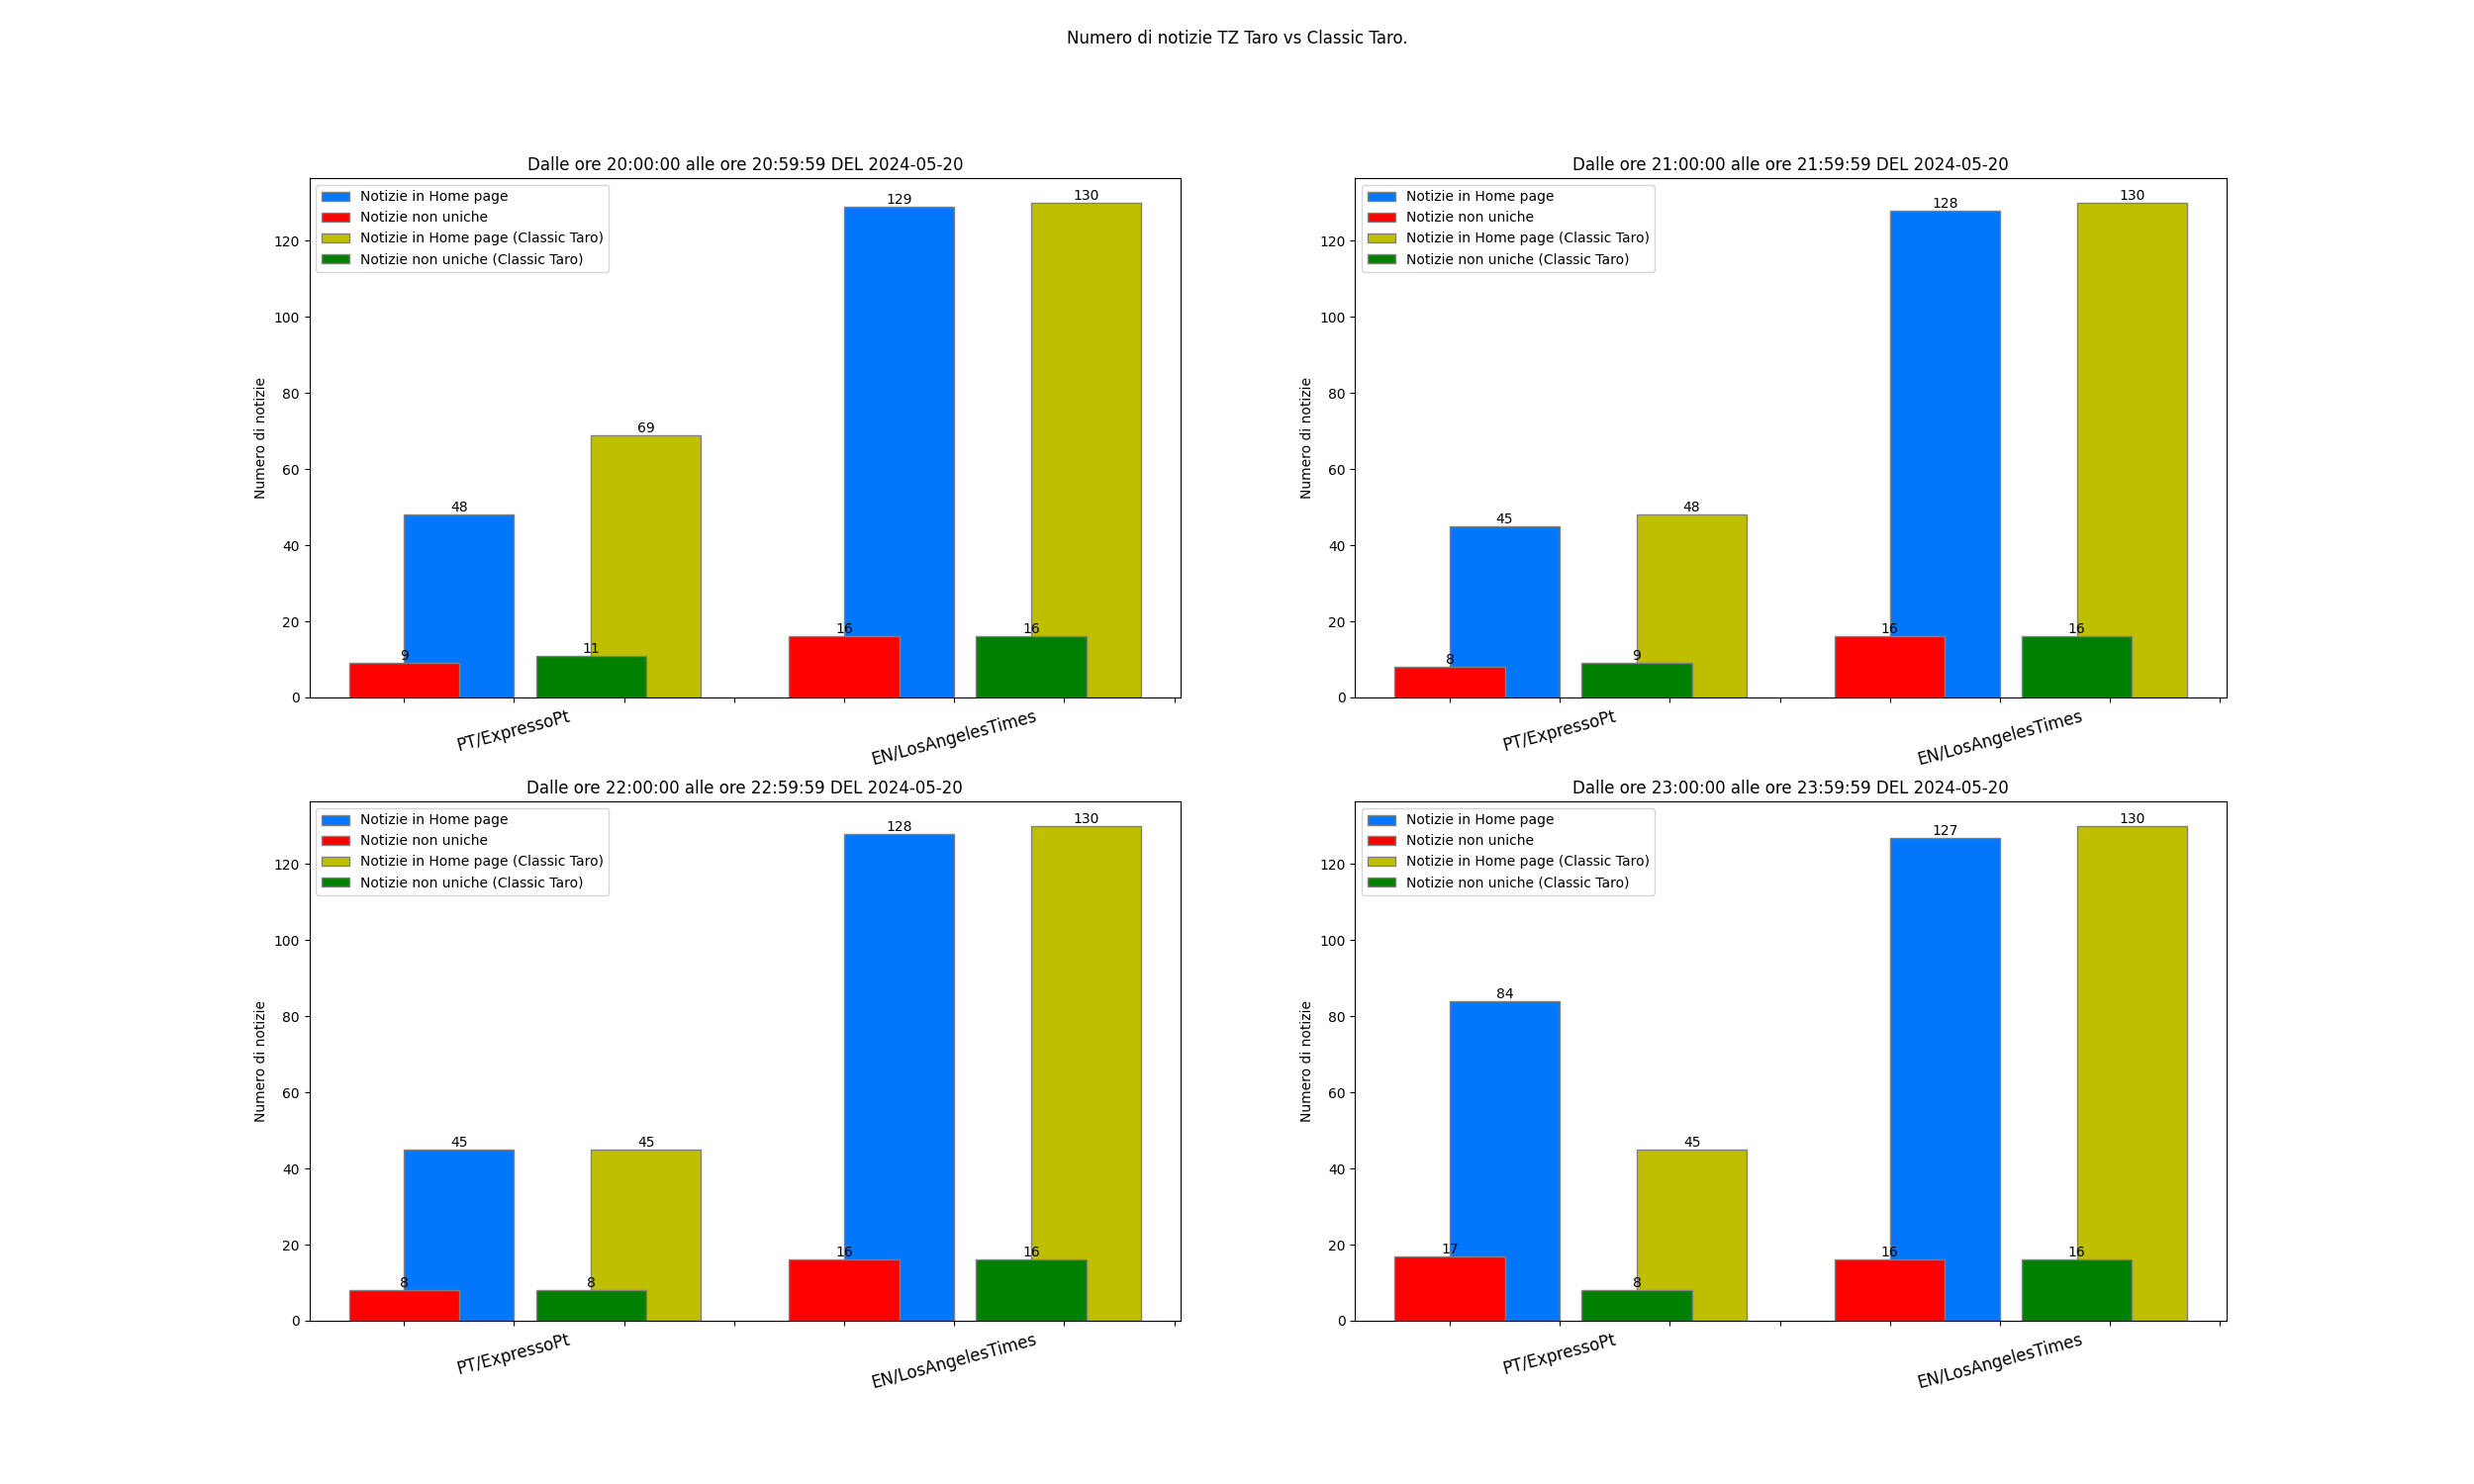 Numero di notizie TZ Taro vs Classic Taro.
Dalle ore 20:00:00 alle ore 20:59:59 DEL 2024-05-20
Notizie in Home page
Notizie non uniche
Notizie in Home page (Classic Taro)
Notizie non uniche (Classic Taro)
Numero di notizie
120
100
80
60
40
20
0
9
48
11
69
16
129
16
130
PT/ExpressoPt
EN/LosAngelesTimes
Dalle ore 21:00:00 alle ore 21:59:59 DEL 2024-05-20
Notizie in Home page
Notizie non uniche
Notizie in Home page (Classic Taro)
Notizie non uniche (Classic Taro)
Numero di notizie
120
100
80
60
40
20
0
8
45
9
48
16
128
16
130
PT/ExpressoPt
EN/LosAngelesTimes
Dalle ore 22:00:00 alle ore 22:59:59 DEL 2024-05-20
Notizie in Home page
Notizie non uniche
Notizie in Home page (Classic Taro)
Notizie non uniche (Classic Taro)
Numero di notizie
120
100
80
60
40
20
0
8
45
8
45
16
128
16
130
PT/ExpressoPt
EN/LosAngelesTimes
Dalle ore 23:00:00 alle ore 23:59:59 DEL 2024-05-20
Notizie in Home page
Notizie non uniche
Notizie in Home page (Classic Taro)
Notizie non uniche (Classic Taro)
Numero di notizie
120
100
80
60
40
20
0
17
84
8
45
16
127
16
130
PT/ExpressoPt
EN/LosAngelesTimes